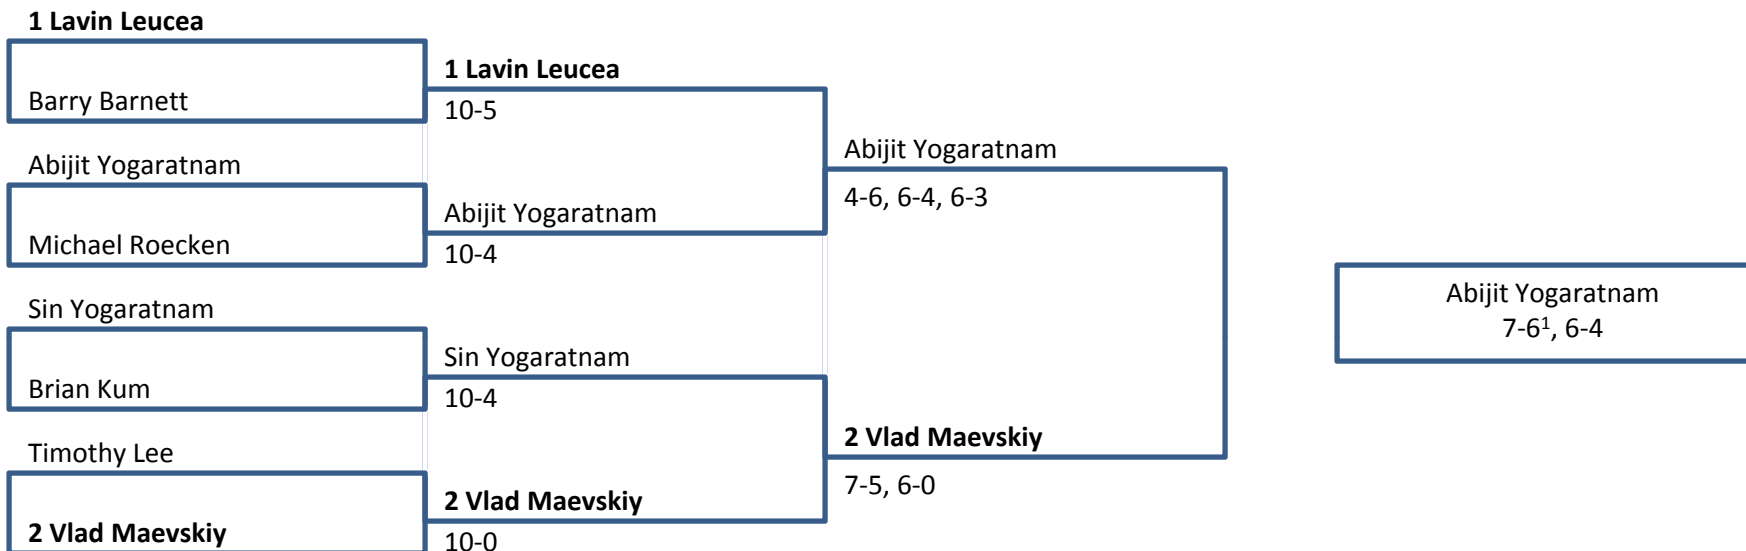 1 Lavin Leucea
Barry Barnett
Abijit Yogaratnam
Michael Roecken
Sin Yogaratnam
Brian Kum
Timothy Lee
2 Vlad Maevskiy
1 Lavin Leucea
10-5
Abijit Yogaratnam
10-4
Sin Yogaratnam
10-4
2 Vlad Maevskiy
10-0
Abijit Yogaratnam
4-6, 6-4, 6-3
2 Vlad Maevskiy
7-5, 6-0
Abijit Yogaratnam
7-6¹, 6-4